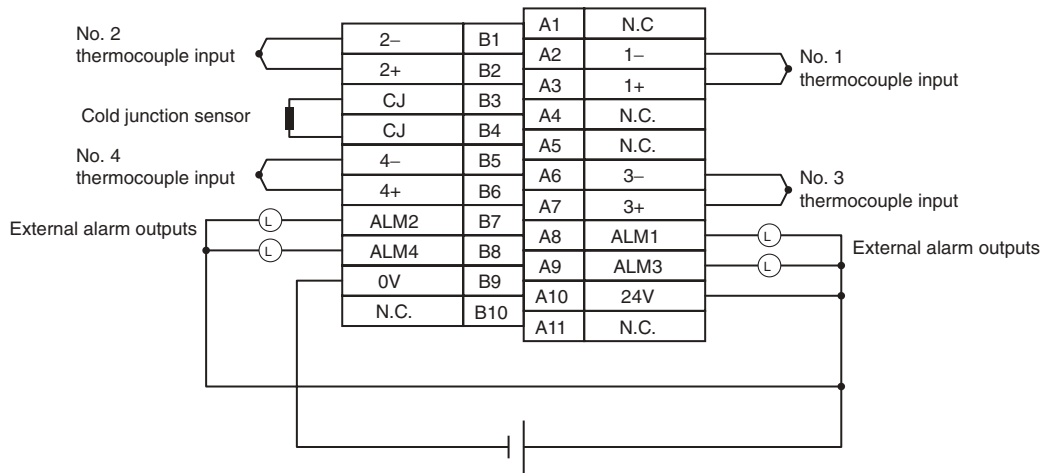 No. 2
thermocouple input
Cold junction sensor
No. 4
thermocouple input
External alarm outputs
2– B1
2+ B2
CJ B3
CJ B4
4– B5
4+ B6
L ALM2 B7
L ALM4 B8
0V B9
N.C. B10
A1 N.C
A2 1–
A3 1+
A4 N.C.
A5 N.C.
A6 3–
A7 3+
A8 ALM1 L
A9 ALM3 L
A10 24V
A11 N.C.
No. 1
thermocouple input
No. 3
thermocouple input
External alarm outputs